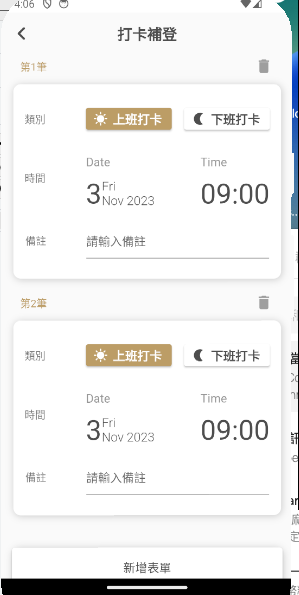 4:06
打卡補登
第1筆
類別 上班打卡 下班打卡
時間
Date Time
3 Fri Nov 2023 09:00
備註 請輸入備註
第2筆
類別 上班打卡 下班打卡
時間
Date Time
3 Fri Nov 2023 09:00
備註 請輸入備註
新增表單